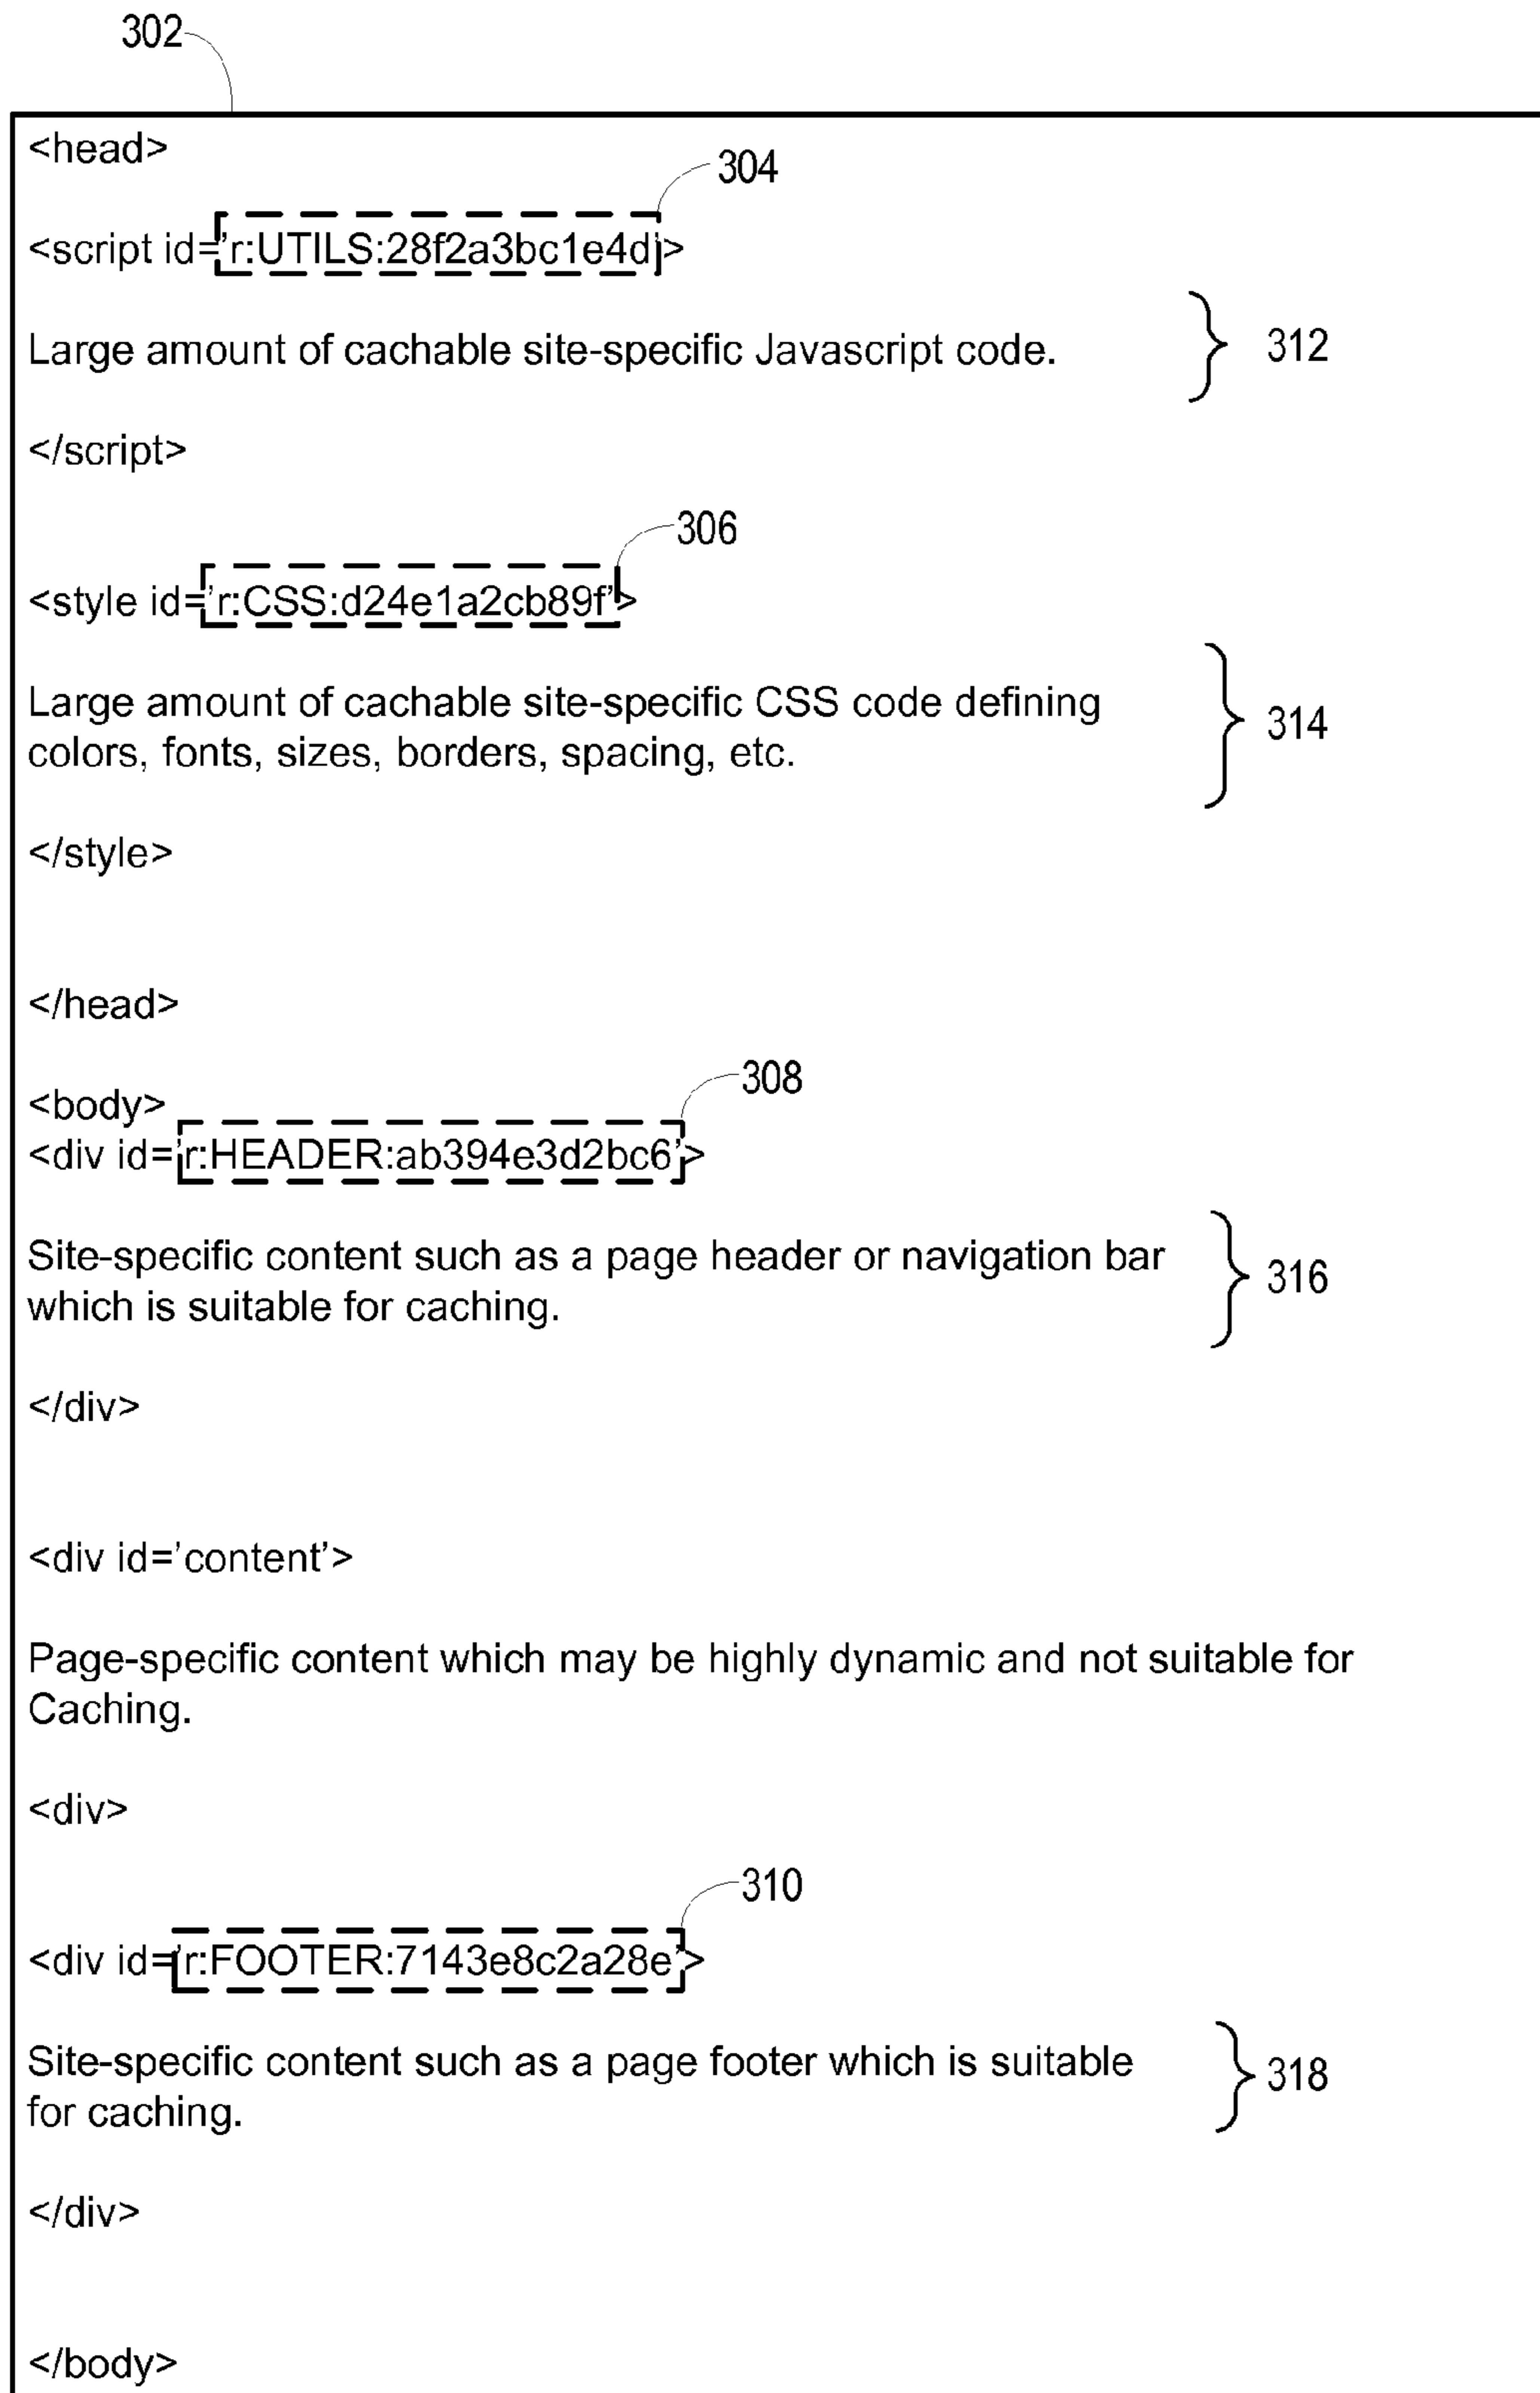 302
<head>
304
<script id='r:UTILS:28f2a3bc1e4d'>
Large amount of cachable site-specific Javascript code.
312
</script>
306
<style id='r:CSS:d24e1a2cb89f'>
Large amount of cachable site-specific CSS code defining
colors, fonts, sizes, borders, spacing, etc.
314
</style>
</head>
308
<body>
<div id='r:HEADER:ab394e3d2bc6'>
Site-specific content such as a page header or navigation bar
which is suitable for caching.
316
</div>
<div id='content'>
Page-specific content which may be highly dynamic and not suitable for
Caching.
<div>
310
<div id='r:FOOTER:7143e8c2a28e'>
Site-specific content such as a page footer which is suitable
for caching.
318
</div>
</body>